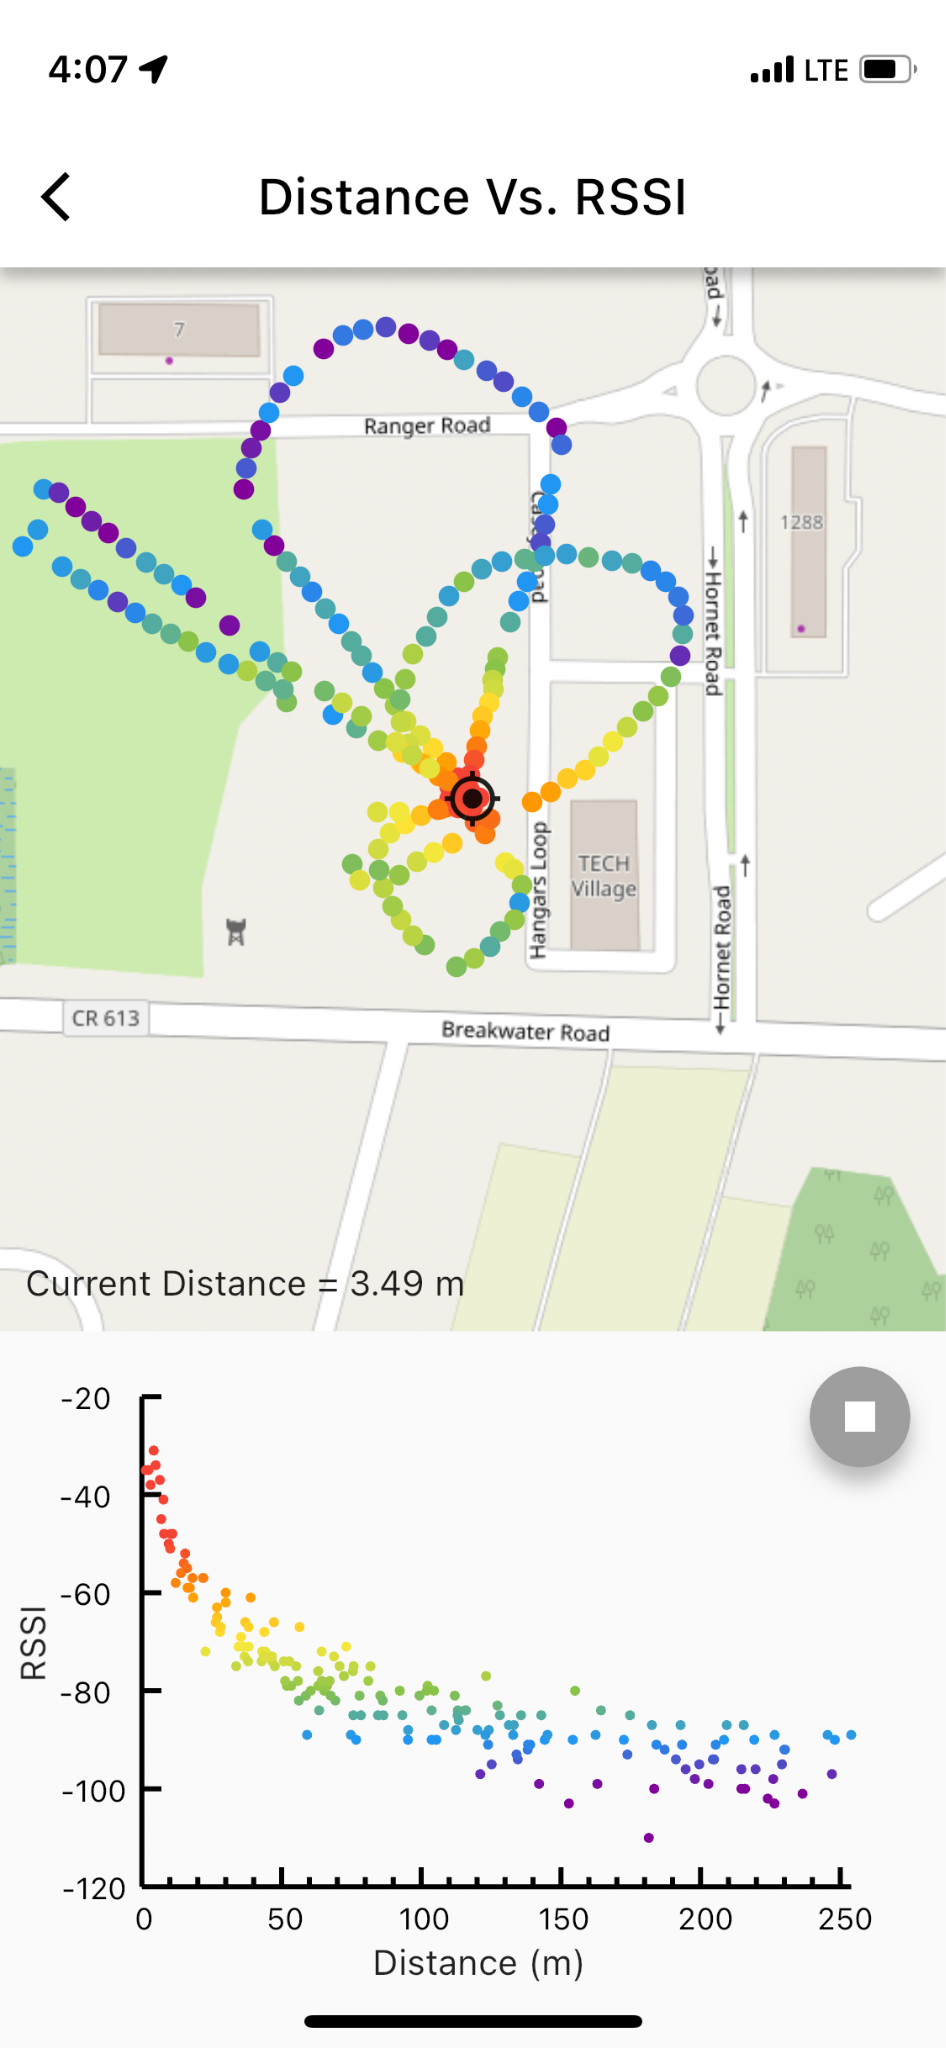 4:07
LTE
Distance Vs. RSSI
7
Ranger Road
1288
Hornet Road
TECH
Village
Hangars Loop
Hornet Road
CR 613
Breakwater Road
Current Distance = 3.49 m
-20
-40
-60
-80
-100
-120
RSSI
0 50 100 150 200 250
Distance (m)